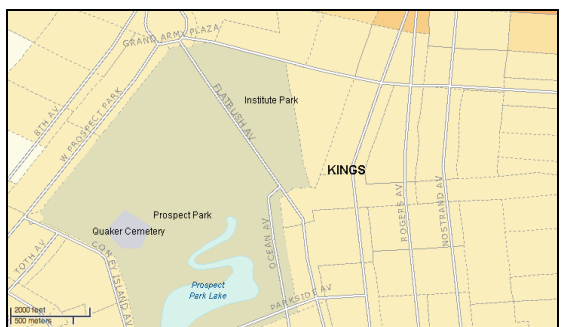 GRAND ARMY PLAZA
8TH AV
W PROSPECT PARK
FLATBUSH AV
Institute Park
KINGS
ROGERS AV
NOSTRAND AV
Prospect Park
Quaker Cemetery
TOTH AV
CONEY ISLAND AV
OCEAN AV
Prospect
Park Lake
PARKSIDE AV
2000 feet
500 meters